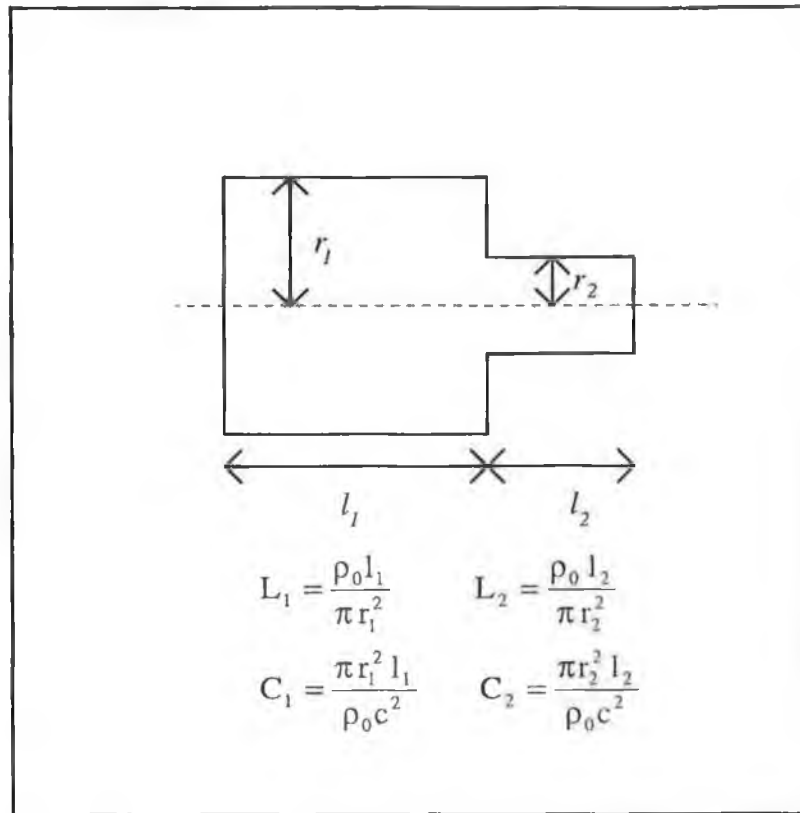 r₁
r₂
l₁ l₂
L₁ = ρ₀l₁ / πr₁² L₂ = ρ₀ l₂ / πr₂²
C₁ = πr₁² l₁ / ρ₀c² C₂ = πr₂² l₂ / ρ₀c²